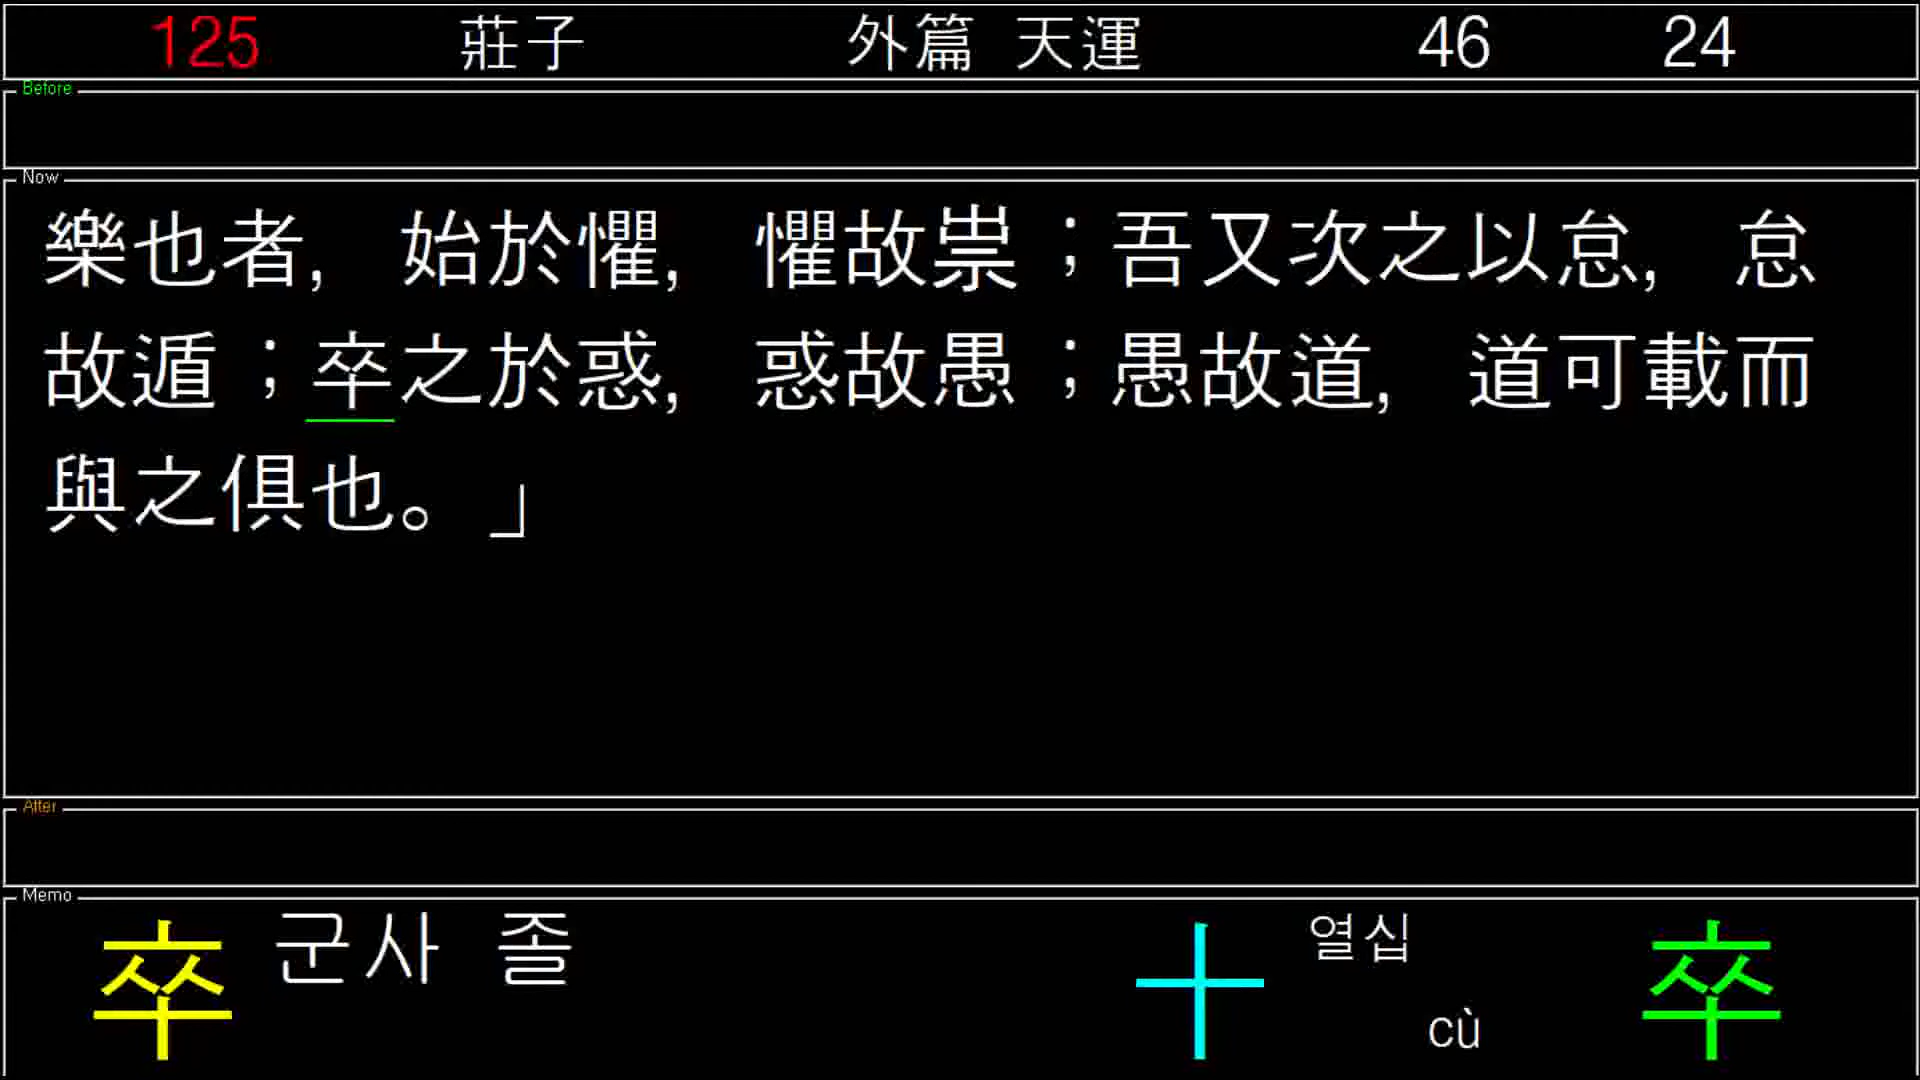 125 莊子 外篇 天運 46 24
Before
Now
樂也者, 始於懼, 懼故祟；吾又次之以怠, 怠
故遁；卒之於惑, 惑故愚；愚故道, 道可載而
與之俱也。」
After
Memo
卒 군사 졸 十 열십 cù 卒